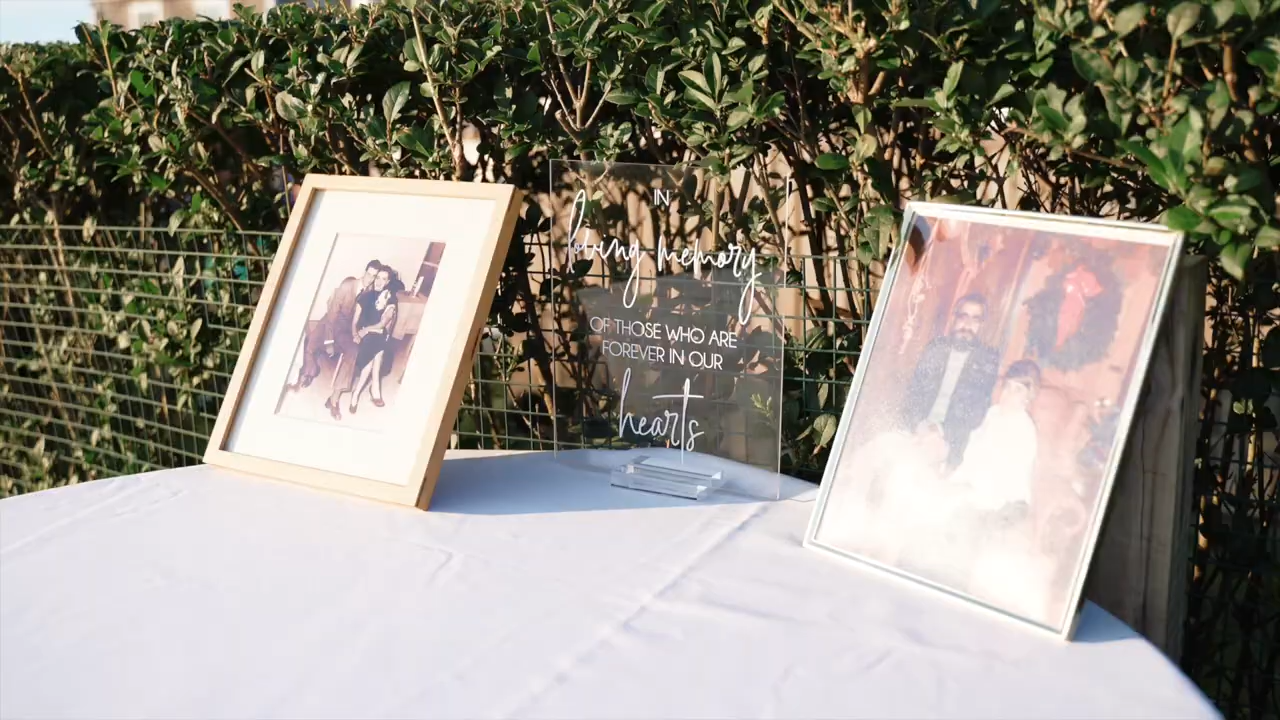 IN
loving memory
OF THOSE WHO ARE
FOREVER IN OUR
hearts